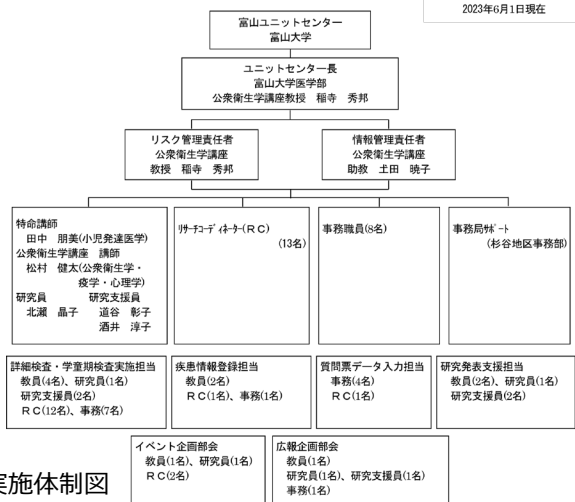 2023年6月1日現在
富山ユニットセンター
富山大学
ユニットセンター長
富山大学医学部
公衆衛生学講座教授 稲寺 秀邦
リスク管理責任者
公衆衛生学講座
教授 稲寺 秀邦
情報管理責任者
公衆衛生学講座
助教 土田 暁子
特命講師
田中 朋美(小児発達医学)
公衆衛生学講座 講師
松村 健太(公衆衛生学・
疫学・心理学)
研究員 研究支援員
北瀬 晶子 道谷 彰子
酒井 淳子
リサーチコーディネーター(RC)
(13名)
事務職員(8名)
事務局サポート
(杉谷地区事務部)
詳細検査・学童期検査実施担当
教員(4名)、研究員(1名)
研究支援員(2名)
RC(12名)、事務(7名)
疾患情報登録担当
教員(2名)
RC(1名)、事務(1名)
質問票データ入力担当
事務(4名)
RC(1名)
研究発表支援担当
教員(2名)、研究員(1名)
研究支援員(2名)
イベント企画部会
教員(1名)、研究員(1名)
RC(2名)
広報企画部会
教員(1名)
研究員(1名)、研究支援員(1名)
事務(1名)
実施体制図